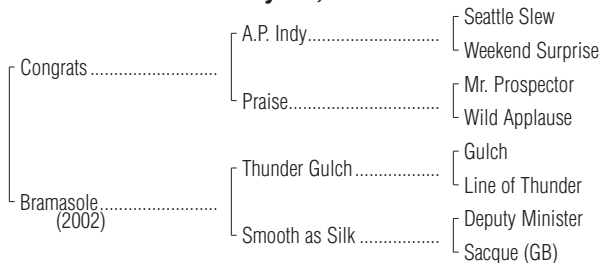 Seattle Slew
A.P. Indy
Weekend Surprise
Congrats
Mr. Prospector
Praise
Wild Applause
Gulch
Thunder Gulch
Line of Thunder
Bramasole
(2002)
Deputy Minister
Smooth as Silk
Sacque (GB)